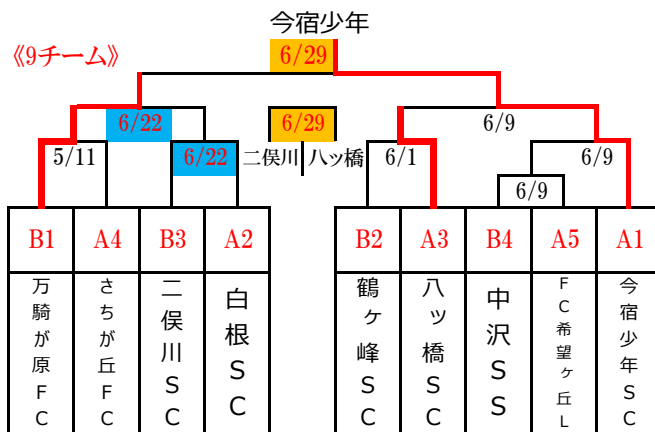 今宿少年
《9チーム》
6/29
6/22
6/29
6/9
5/11
6/22
二俣川
八ッ橋
6/1
6/9
6/9
B1
A4
B3
A2
B2
A3
B4
A5
A1
万騎が原FC
さちが丘FC
二俣川SC
白根SC
鶴ヶ峰SC
八ッ橋SC
中沢SS
FC希望ヶ丘L
今宿少年SC